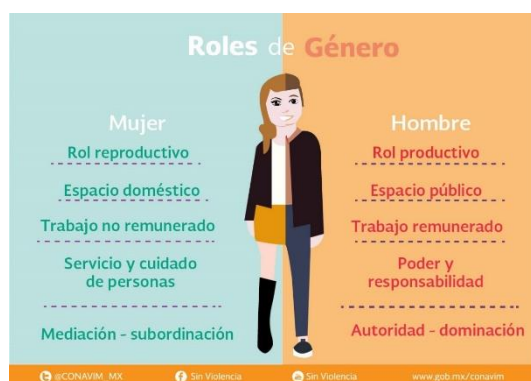 Roles de Género
Mujer
Rol reproductivo
Espacio doméstico
Trabajo no remunerado
Servicio y cuidado
de personas
Mediación - subordinación
Hombre
Rol productivo
Espacio público
Trabajo remunerado
Poder y
responsabilidad
Autoridad - dominación
@CONAVIM_MX
Sin Violencia
Sin Violencia
www.gob.mx/conavim